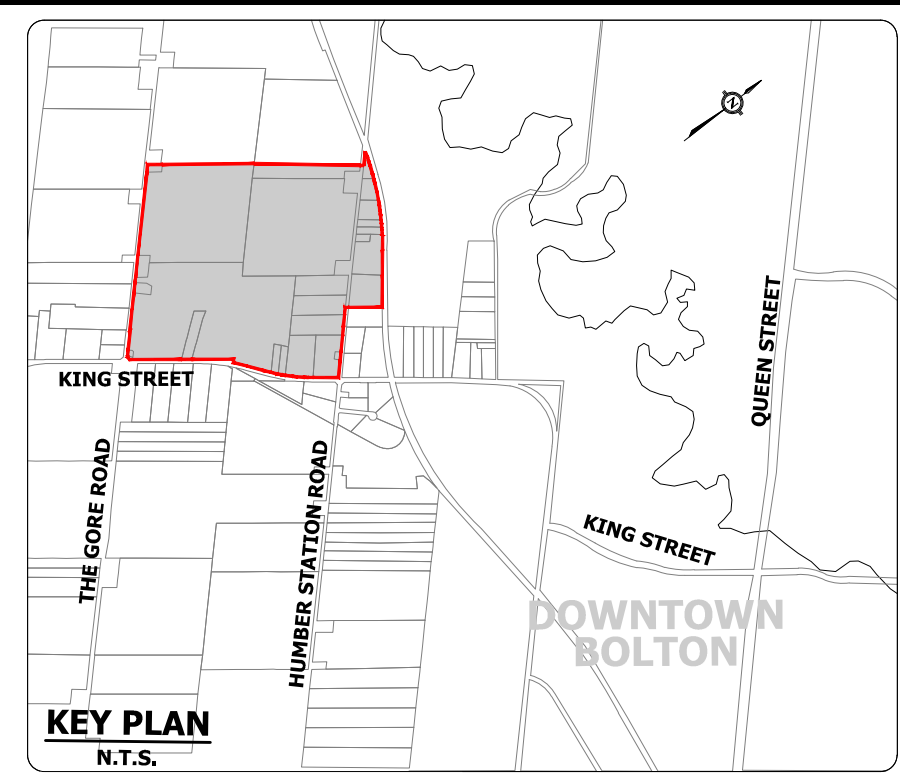 N
QUEEN STREET
KING STREET
THE GORE ROAD
HUMBER STATION ROAD
KING STREET
DOWNTOWN
BOLTON
KEY PLAN
N.T.S.